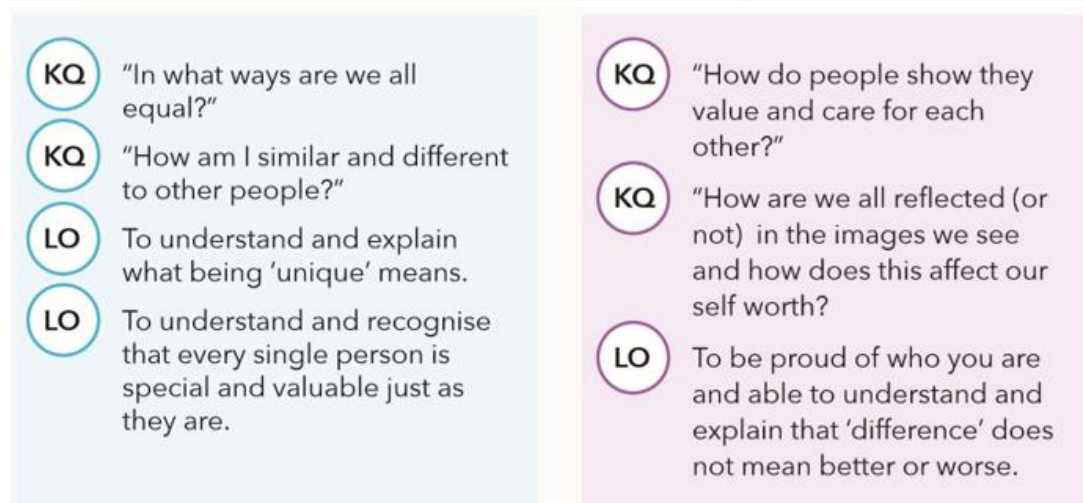 KQ "In what ways are we all
equal?"
KQ "How am I similar and different
to other people?"
LO To understand and explain
what being ‘unique’ means.
LO To understand and recognise
that every single person is
special and valuable just as
they are.
KQ "How do people show they
value and care for each
other?"
KQ "How are we all reflected (or
not)  in the images we see
and how does this affect our
self worth?
LO To be proud of who you are
and able to understand and
explain that ‘difference’ does
not mean better or worse.